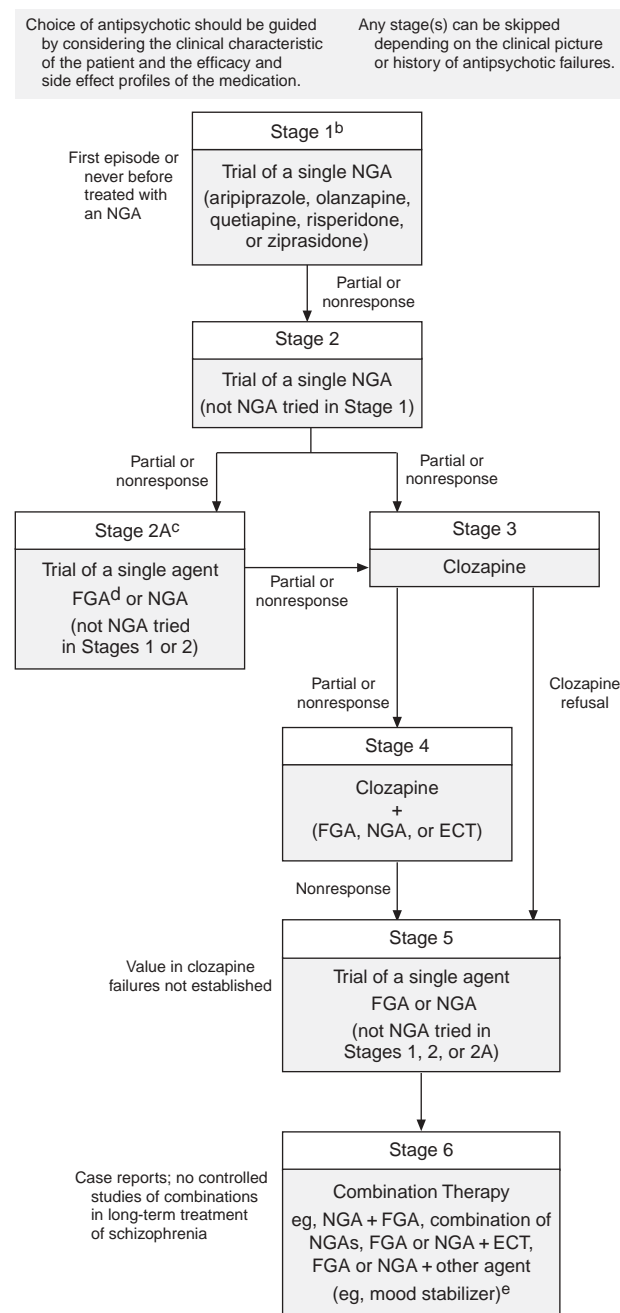 Choice of antipsychotic should be guided
by considering the clinical characteristic
of the patient and the efficacy and
side effect profiles of the medication.
Any stage(s) can be skipped
depending on the clinical picture
or history of antipsychotic failures.
Stage 1b
First episode or
never before
treated with
an NGA
Trial of a single NGA
(aripiprazole, olanzapine,
quetiapine, risperidone,
or ziprasidone)
Partial or
nonresponse
Stage 2
Trial of a single NGA
(not NGA tried in Stage 1)
Partial or
nonresponse
Partial or
nonresponse
Stage 2Ac
Trial of a single agent
FGAd or NGA
(not NGA tried
in Stages 1 or 2)
Partial or
nonresponse
Stage 3
Clozapine
Partial or
nonresponse
Clozapine
refusal
Stage 4
Clozapine
+
(FGA, NGA, or ECT)
Nonresponse
Stage 5
Value in clozapine
failures not established
Trial of a single agent
FGA or NGA
(not NGA tried in
Stages 1, 2, or 2A)
Stage 6
Case reports; no controlled
studies of combinations
in long-term treatment
of schizophrenia
Combination Therapy
eg, NGA + FGA, combination of
NGAs, FGA or NGA + ECT,
FGA or NGA + other agent
(eg, mood stabilizer)e